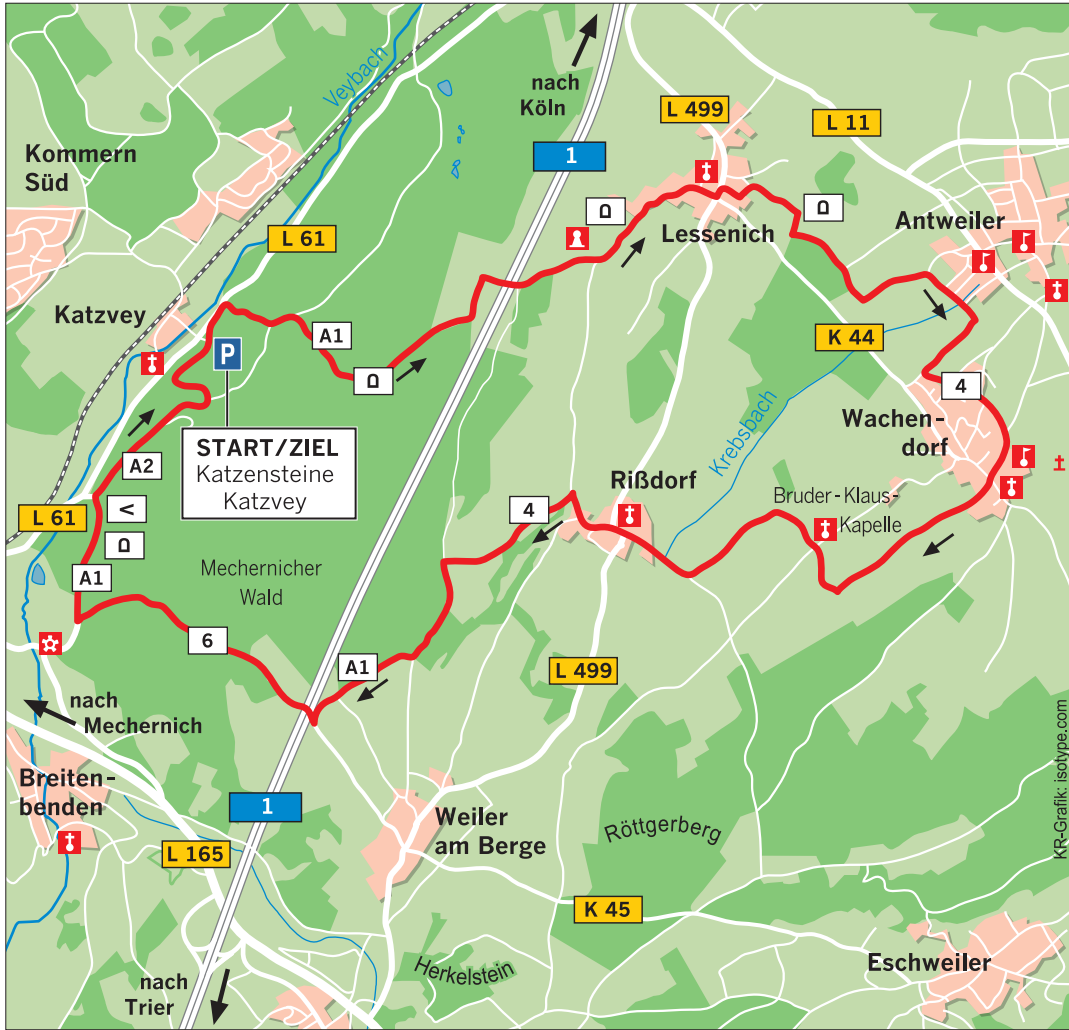 Veybach
nach
Köln
L 499
L 11
1
Kommern
Süd
L 61
Lessenich
Antweiler
Katzvey
A1
K 44
P
4
START/ZIEL
Katzensteine
Katzvey
Wachen-
dorf
Krebsbach
A2
Rißdorf
Bruder-Klaus-
Kapelle
L 61
4
Mechernicher
Wald
A1
6
A1
L 499
nach
Mechernich
Breiten-
benden
1
Weiler
am Berge
Röttgerberg
L 165
K 45
Herkelstein
Eschweiler
nach
Trier
KR-Grafik: isotype.com